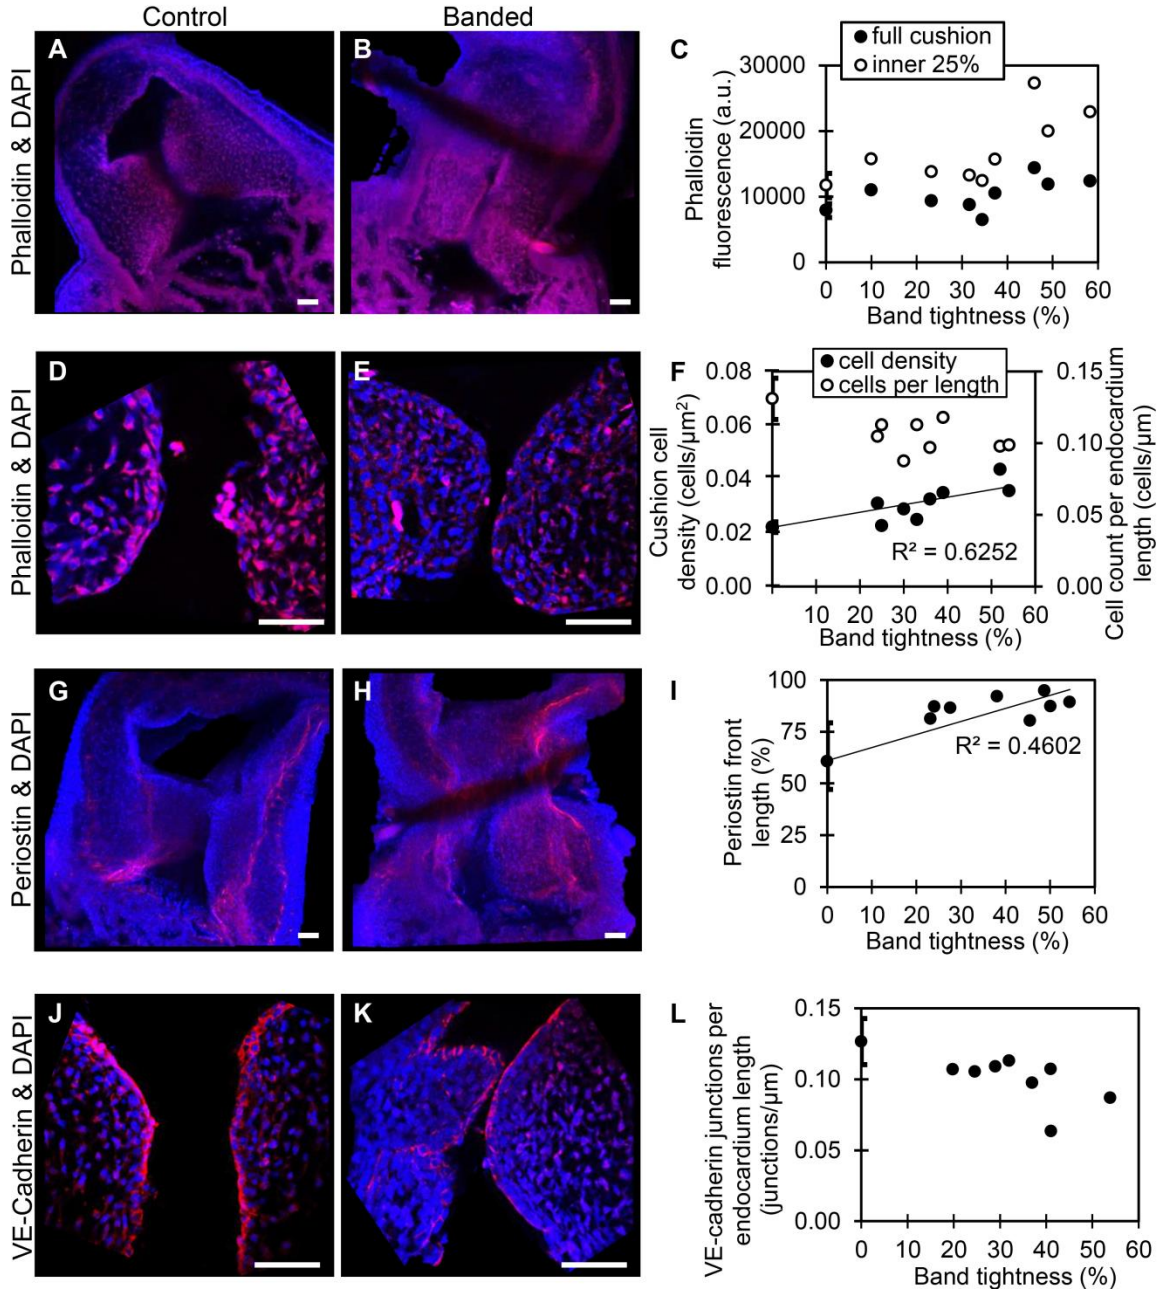 Control
Banded
Phalloidin & DAPI
A
B
C
full cushion
inner 25%
Phalloidin
fluorescence (a.u.)
30000
20000
10000
0
0 10 20 30 40 50 60
Band tightness (%)
Phalloidin & DAPI
D
E
F
cell density
cells per length
Cushion cell
density (cells/µm²)
0.08
0.06
0.04
0.02
0.00
R² = 0.6252
0.15
0.10
0.05
0.00
Cell count per endocardium
length (cells/µm)
10 20 30 40 50 60
Band tightness (%)
Periostin & DAPI
G
H
I
Periostin front
length (%)
100
75
50
25
0
R² = 0.4602
0 10 20 30 40 50 60
Band tightness (%)
VE-Cadherin & DAPI
J
K
L
VE-cadherin junctions per
endocardium length
(junctions/µm)
0.15
0.10
0.05
0.00
0 10 20 30 40 50 60
Band tightness (%)